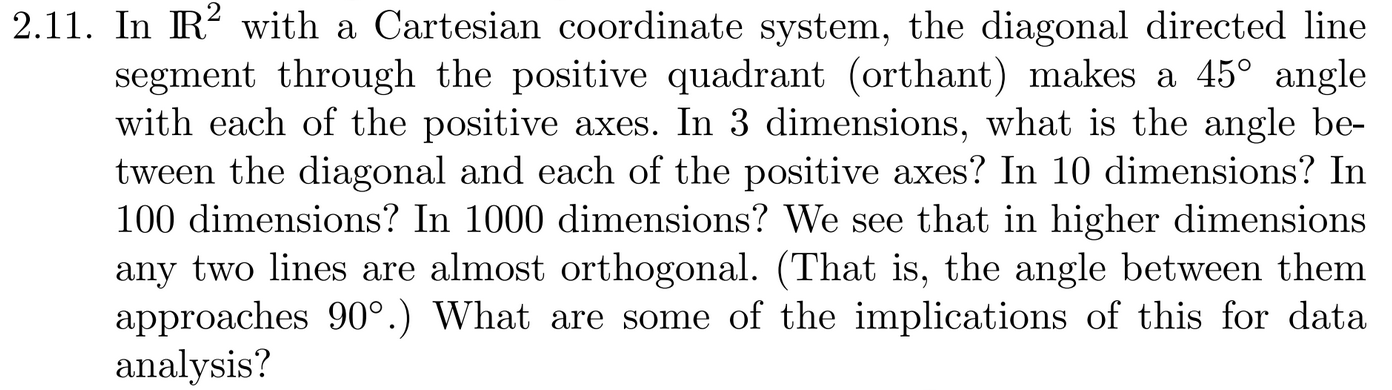 2.11. In ℝ² with a Cartesian coordinate system, the diagonal directed line
segment through the positive quadrant (orthant) makes a 45° angle
with each of the positive axes. In 3 dimensions, what is the angle be-
tween the diagonal and each of the positive axes? In 10 dimensions? In
100 dimensions? In 1000 dimensions? We see that in higher dimensions
any two lines are almost orthogonal. (That is, the angle between them
approaches 90°.) What are some of the implications of this for data
analysis?